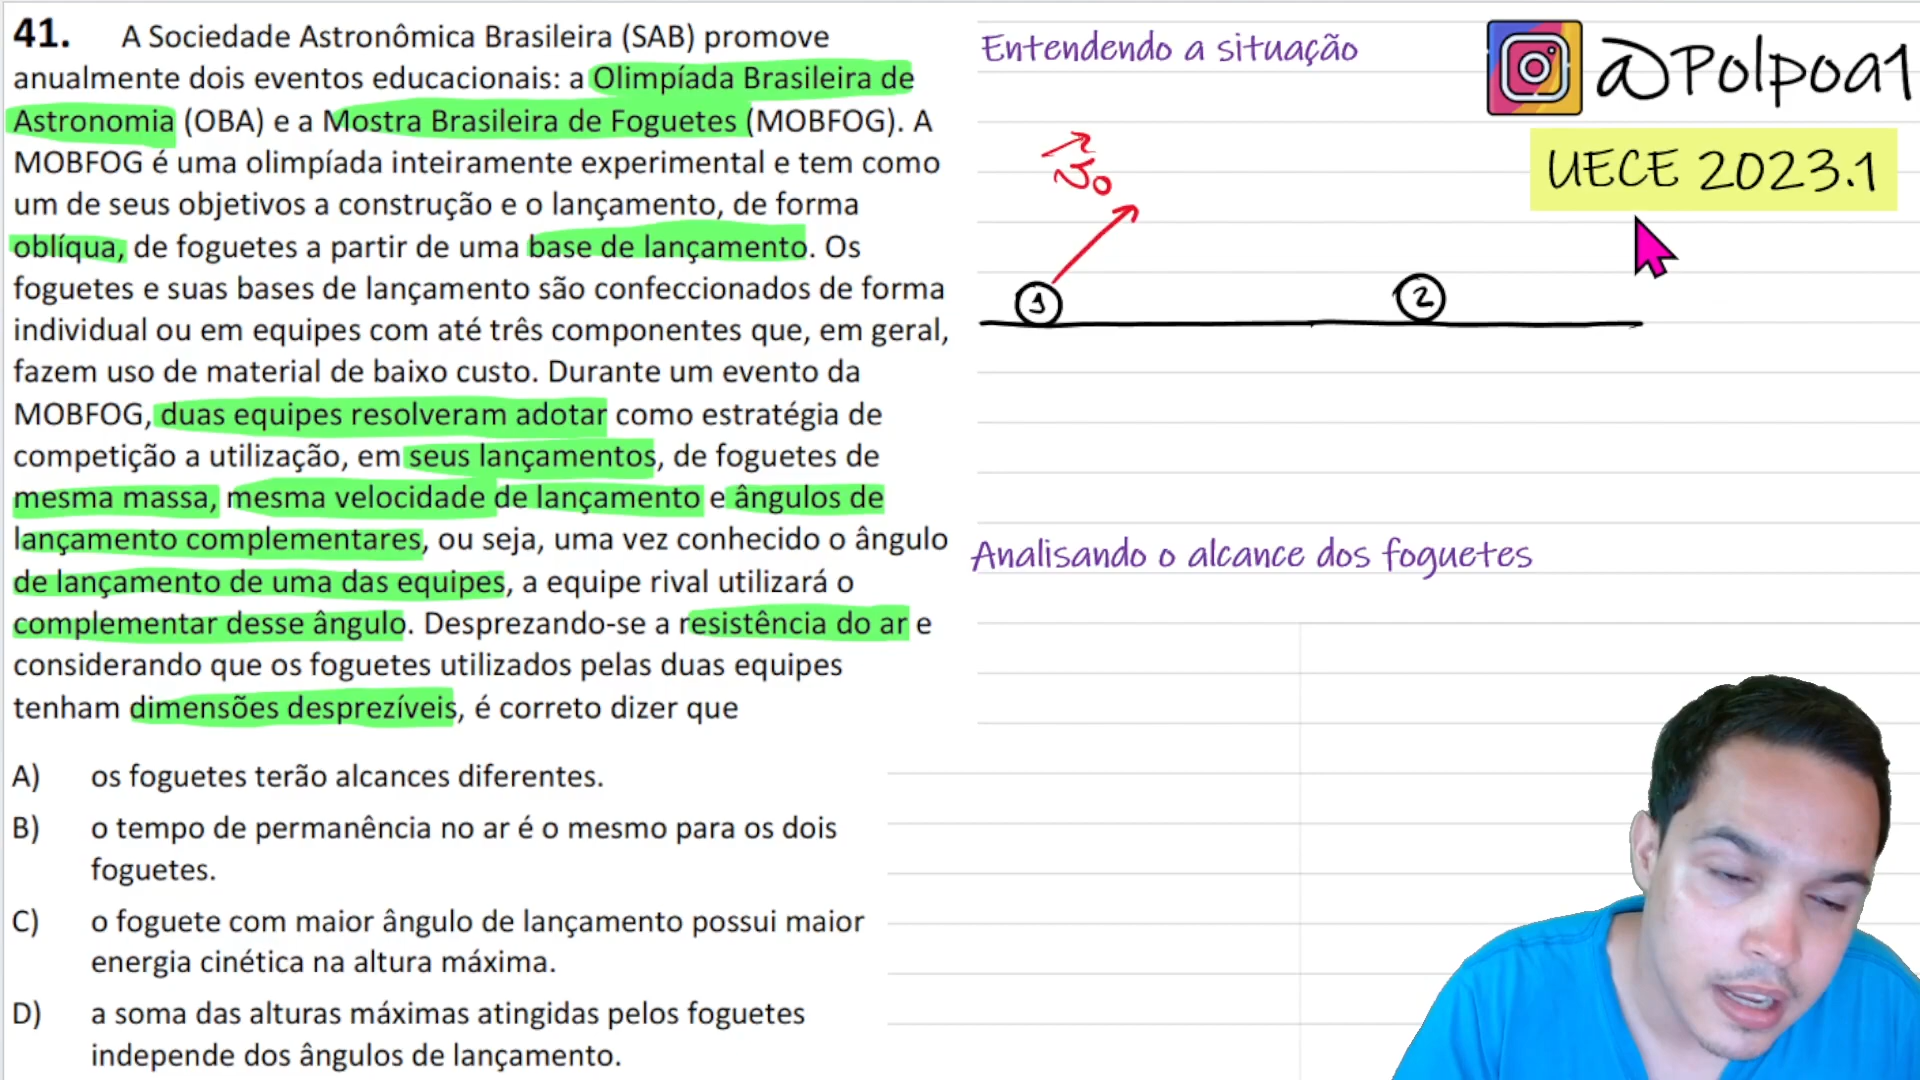 41. A Sociedade Astronômica Brasileira (SAB) promove
anualmente dois eventos educacionais: a Olimpíada Brasileira de
Astronomia (OBA) e a Mostra Brasileira de Foguetes (MOBFOG). A
MOBFOG é uma olimpíada inteiramente experimental e tem como
um de seus objetivos a construção e o lançamento, de forma
oblíqua, de foguetes a partir de uma base de lançamento. Os
foguetes e suas bases de lançamento são confeccionados de forma
individual ou em equipes com até três componentes que, em geral,
fazem uso de material de baixo custo. Durante um evento da
MOBFOG, duas equipes resolveram adotar como estratégia de
competição a utilização, em seus lançamentos, de foguetes de
mesma massa, mesma velocidade de lançamento e ângulos de
lançamento complementares, ou seja, uma vez conhecido o ângulo
de lançamento de uma das equipes, a equipe rival utilizará o
complementar desse ângulo. Desprezando-se a resistência do ar e
considerando que os foguetes utilizados pelas duas equipes
tenham dimensões desprezíveis, é correto dizer que
A) os foguetes terão alcances diferentes.
B) o tempo de permanência no ar é o mesmo para os dois
foguetes.
C) o foguete com maior ângulo de lançamento possui maior
energia cinética na altura máxima.
D) a soma das alturas máximas atingidas pelos foguetes
independe dos ângulos de lançamento.
Entendendo a situação
@Polpoa1
UECE 2023.1
v0
1
2
Analisando o alcance dos foguetes